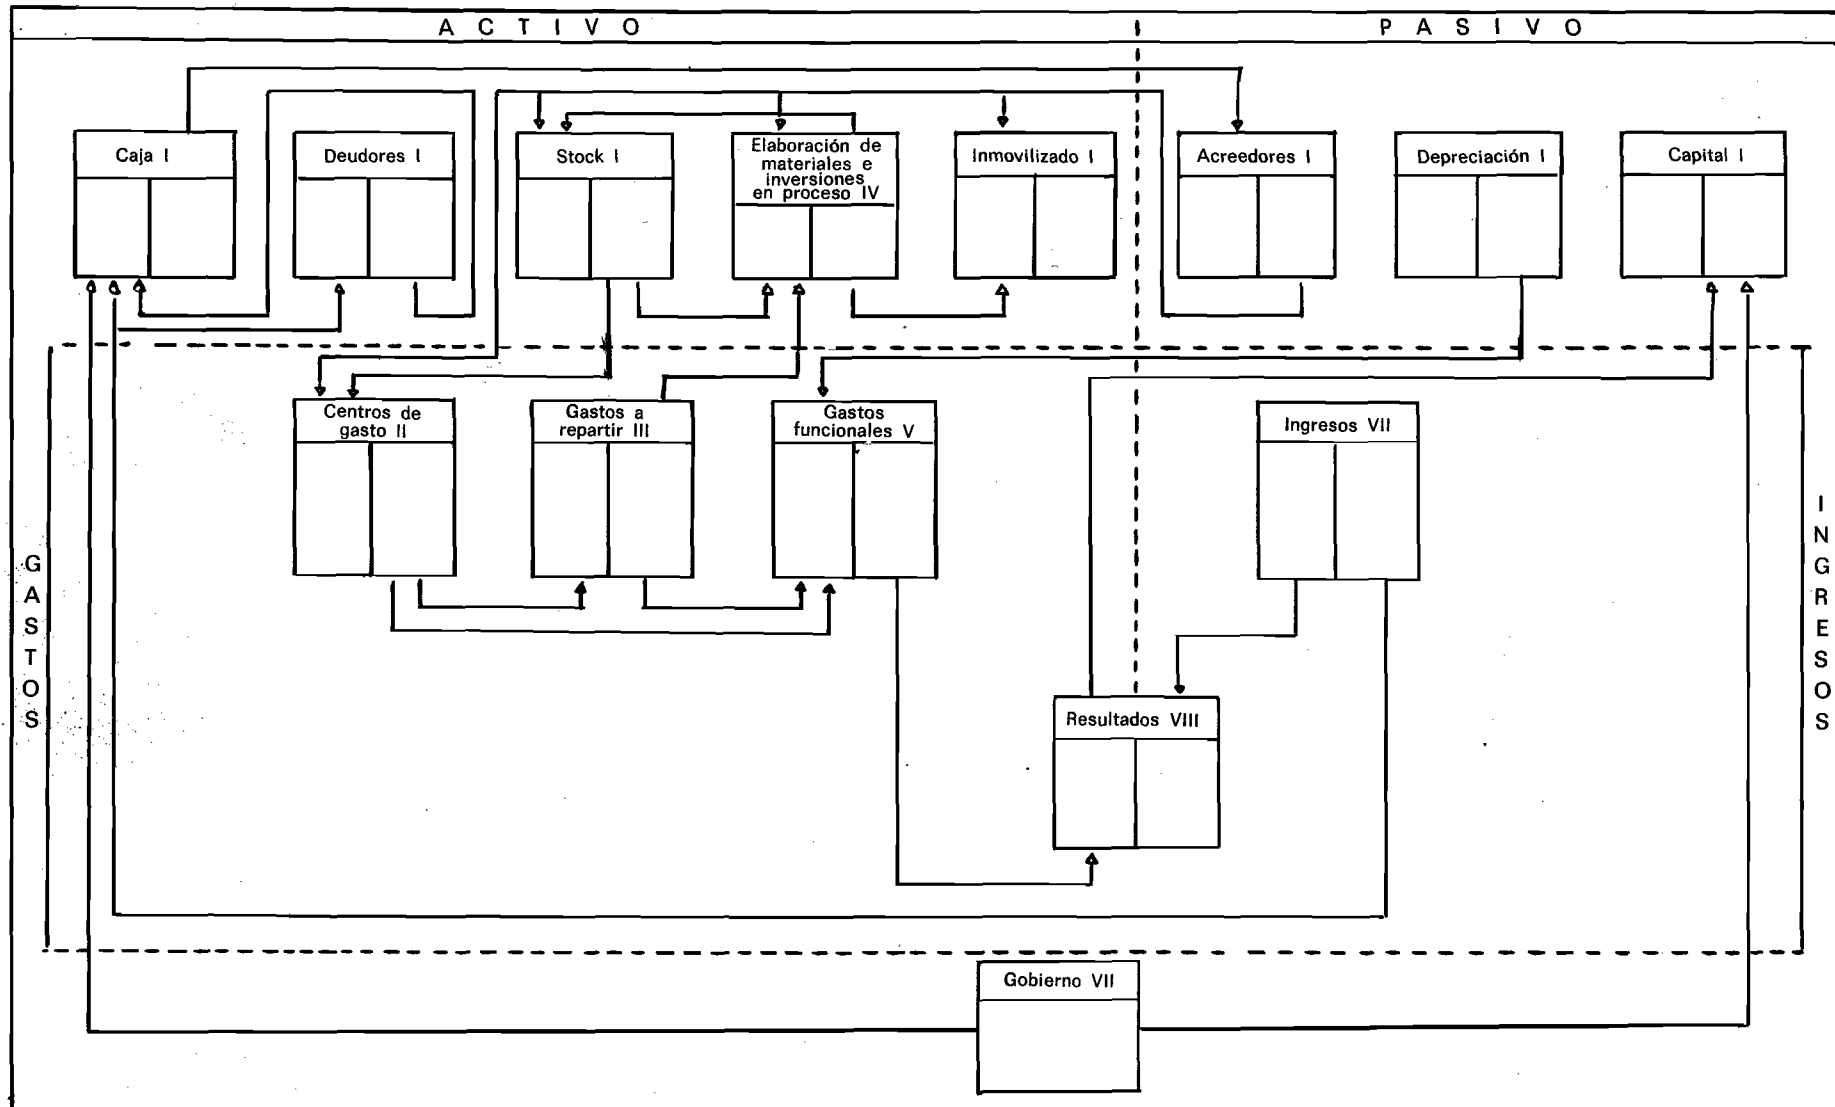 A C T I V O
P A S I V O
Caja I
Deudores I
Stock I
Elaboración de
materiales e
inversiones
en proceso IV
Inmovilizado I
Acreedores I
Depreciación I
Capital I
Centros de
gasto II
Gastos a
repartir III
Gastos
funcionales V
Ingresos VII
G A S T O S
I N G R E S O S
Resultados VIII
Gobierno VII